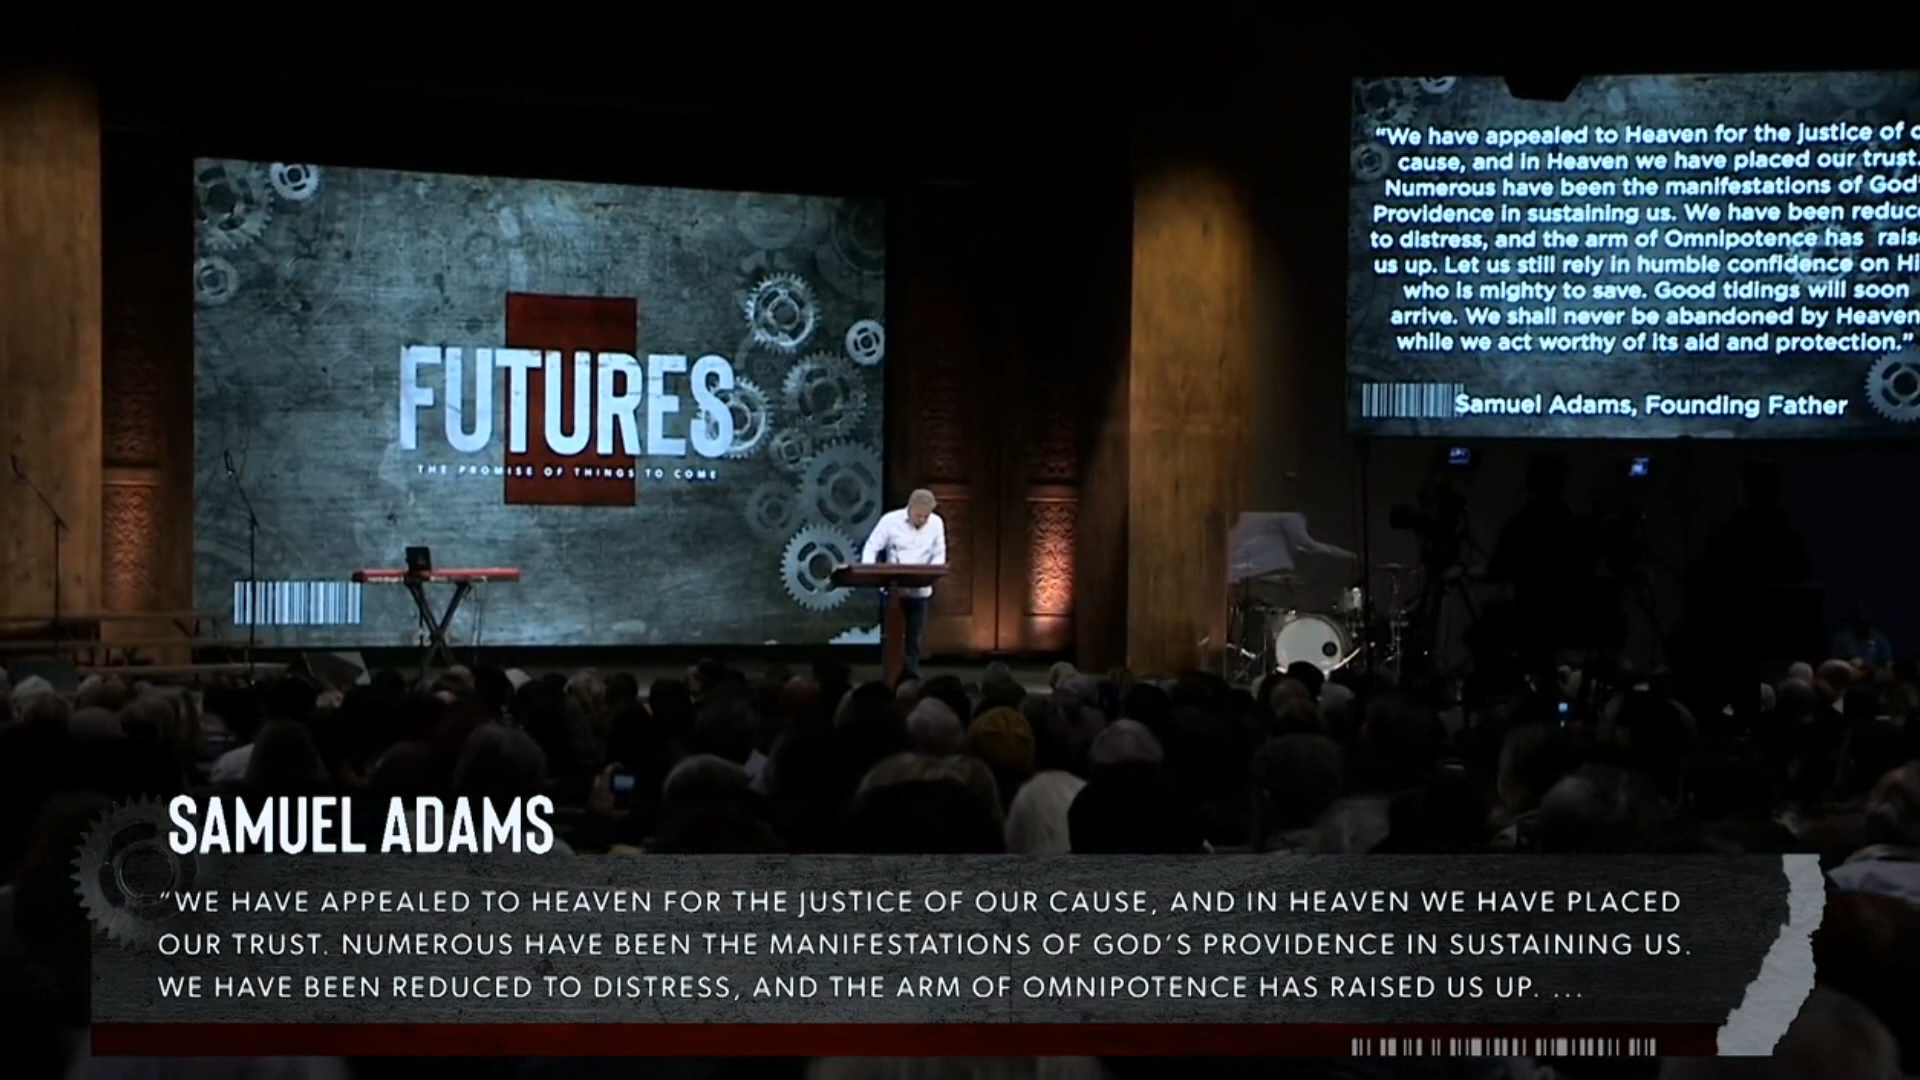 FUTURES
THE PROMISE OF THINGS TO COME
“We have appealed to Heaven for the justice of
cause, and in Heaven we have placed our trust.
Numerous have been the manifestations of God'
Providence in sustaining us. We have been
to distress, and the arm of Omnipotence has
us up. Let us still rely in humble confidence on
who is mighty to save. Good tidings will soon
arrive. We shall never be abandoned by Heaven
while we act worthy of its aid and protection.”
Samuel Adams, Founding Father
SAMUEL ADAMS
“WE HAVE APPEALED TO HEAVEN FOR THE JUSTICE OF OUR CAUSE, AND IN HEAVEN WE HAVE PLACED
OUR TRUST. NUMEROUS HAVE BEEN THE MANIFESTATIONS OF GOD'S PROVIDENCE IN SUSTAINING US.
WE HAVE BEEN REDUCED TO DISTRESS, AND THE ARM OF OMNIPOTENCE HAS RAISED US UP. ...